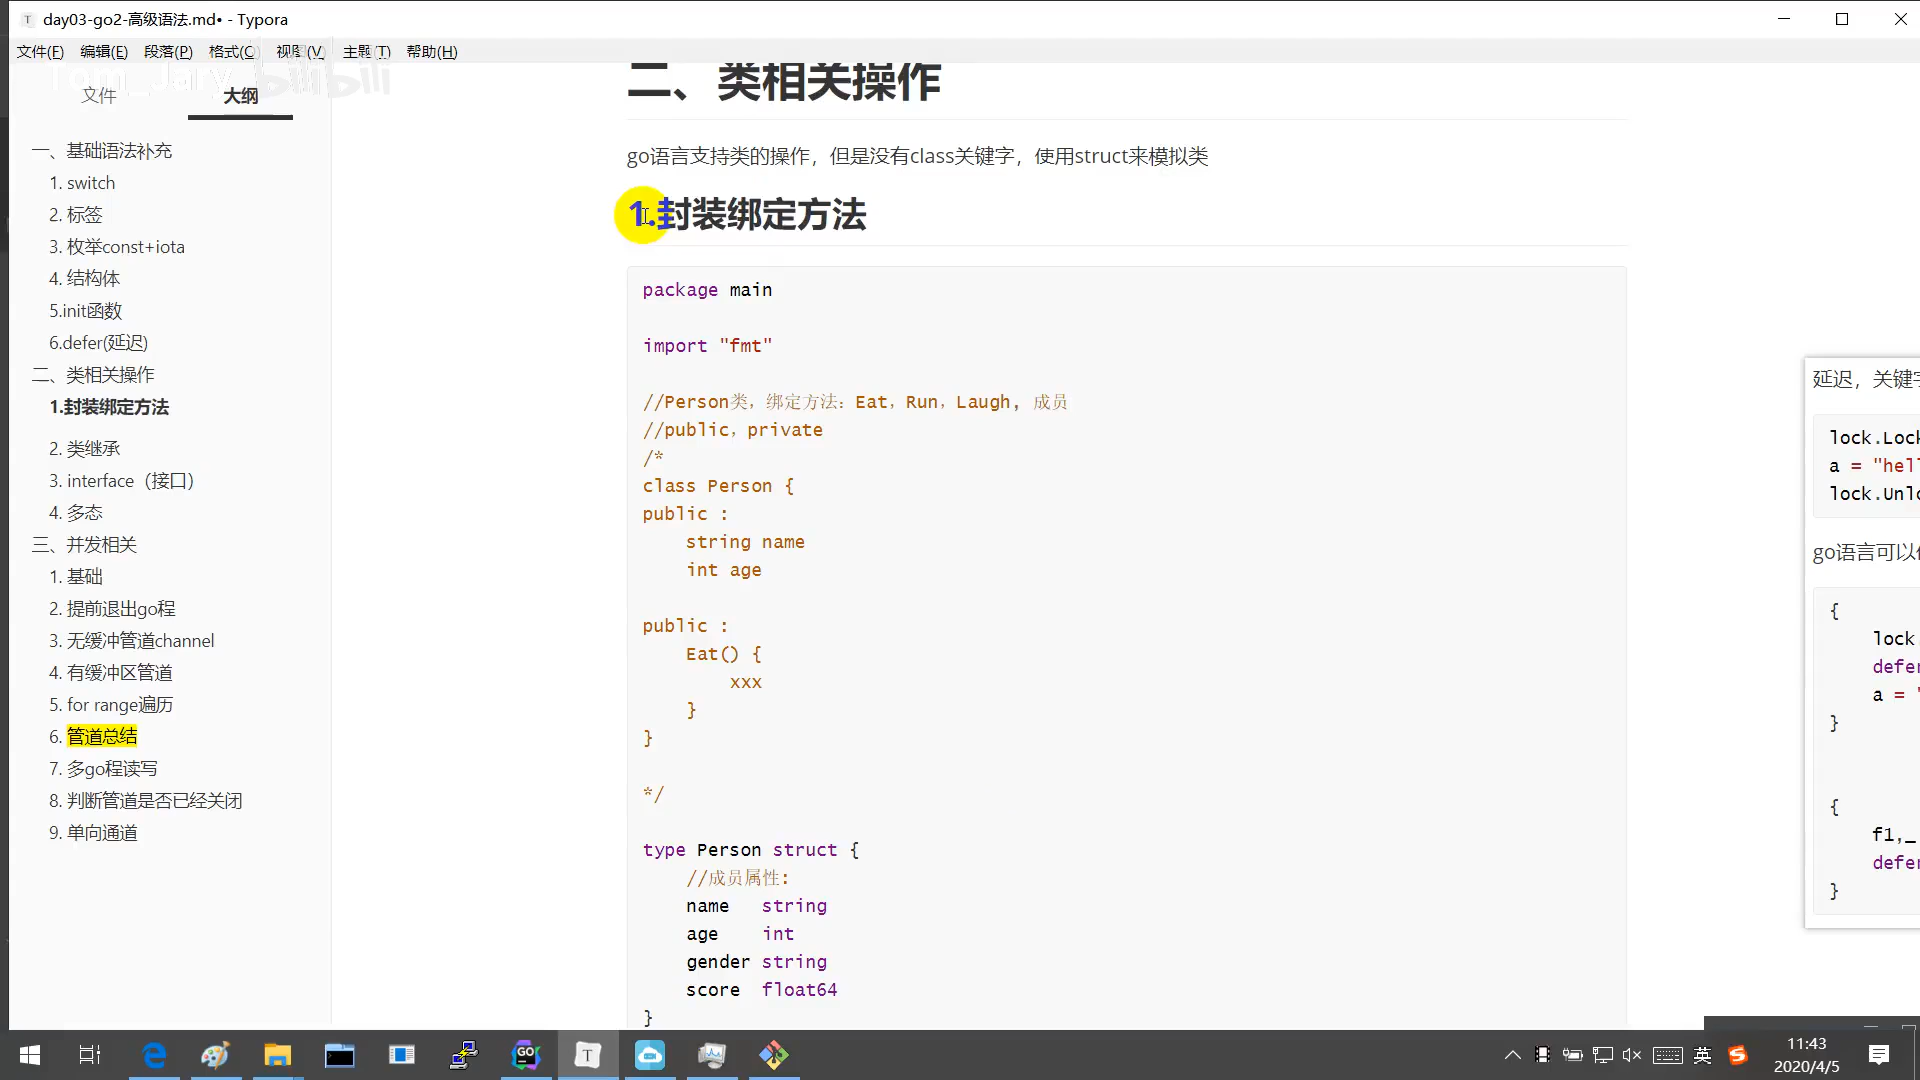 day03-go2-高级语法.md• - Typora
文件(F) 编辑(E) 段落(P) 格式(O) 视图(V) 主题(T) 帮助(H)
Tom_Jary bilibili
文件 大纲
一、基础语法补充
1. switch
2. 标签
3. 枚举const+iota
4. 结构体
5.init函数
6.defer(延迟)
二、类相关操作
1.封装绑定方法
2. 类继承
3. interface（接口）
4. 多态
三、并发相关
1. 基础
2. 提前退出go程
3. 无缓冲管道channel
4. 有缓冲区管道
5. for range遍历
6. 管道总结
7. 多go程读写
8. 判断管道是否已经关闭
9. 单向通道
二、类相关操作
go语言支持类的操作，但是没有class关键字，使用struct来模拟类
1.封装绑定方法
package main
import "fmt"
//Person类，绑定方法：Eat，Run，Laugh, 成员
//public，private
/*
class Person {
public :
string name
int age
public :
Eat() {
xxx
}
}
*/
type Person struct {
//成员属性:
name string
age int
gender string
score float64
}
延迟，关键字
lock.Lock
a = "hell
lock.Unlo
go语言可以
{
lock
defer
a = "
}
{
f1,_
defer
}
GO
T
英
11:43
2020/4/5